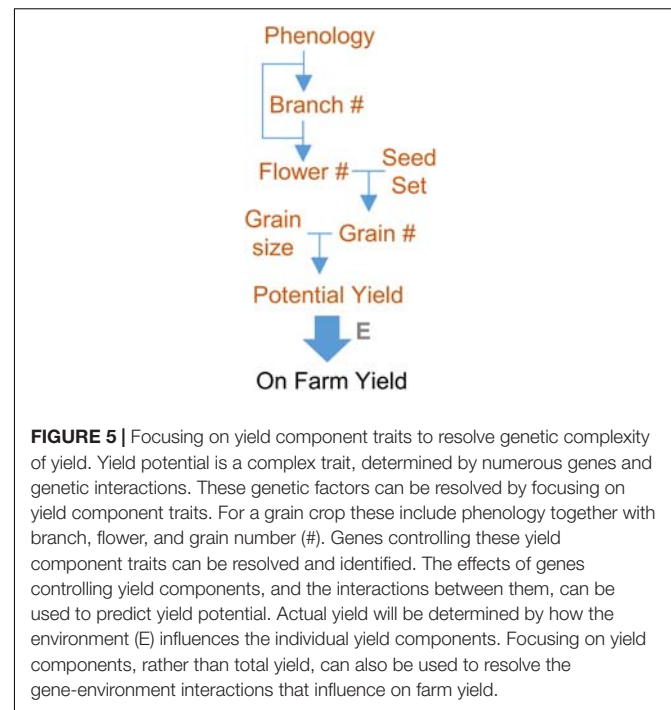 Phenology
Branch #
Flower #
Seed
Set
Grain
size
Grain #
Potential Yield
E
On Farm Yield
FIGURE 5 | Focusing on yield component traits to resolve genetic complexity
of yield. Yield potential is a complex trait, determined by numerous genes and
genetic interactions. These genetic factors can be resolved by focusing on
yield component traits. For a grain crop these include phenology together with
branch, flower, and grain number (#). Genes controlling these yield
component traits can be resolved and identified. The effects of genes
controlling yield components, and the interactions between them, can be
used to predict yield potential. Actual yield will be determined by how the
environment (E) influences the individual yield components. Focusing on yield
components, rather than total yield, can also be used to resolve the
gene-environment interactions that influence on farm yield.